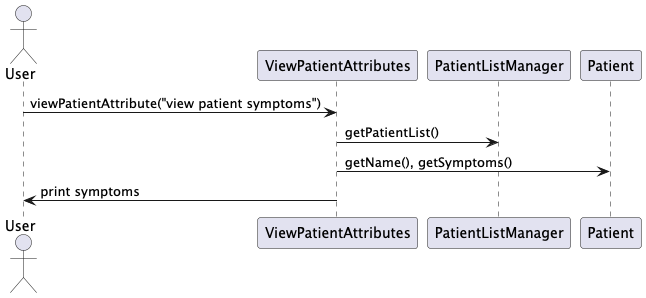 User
ViewPatientAttributes
PatientListManager
Patient
viewPatientAttribute("view patient symptoms")
getPatientList()
getName(), getSymptoms()
print symptoms
User
ViewPatientAttributes
PatientListManager
Patient